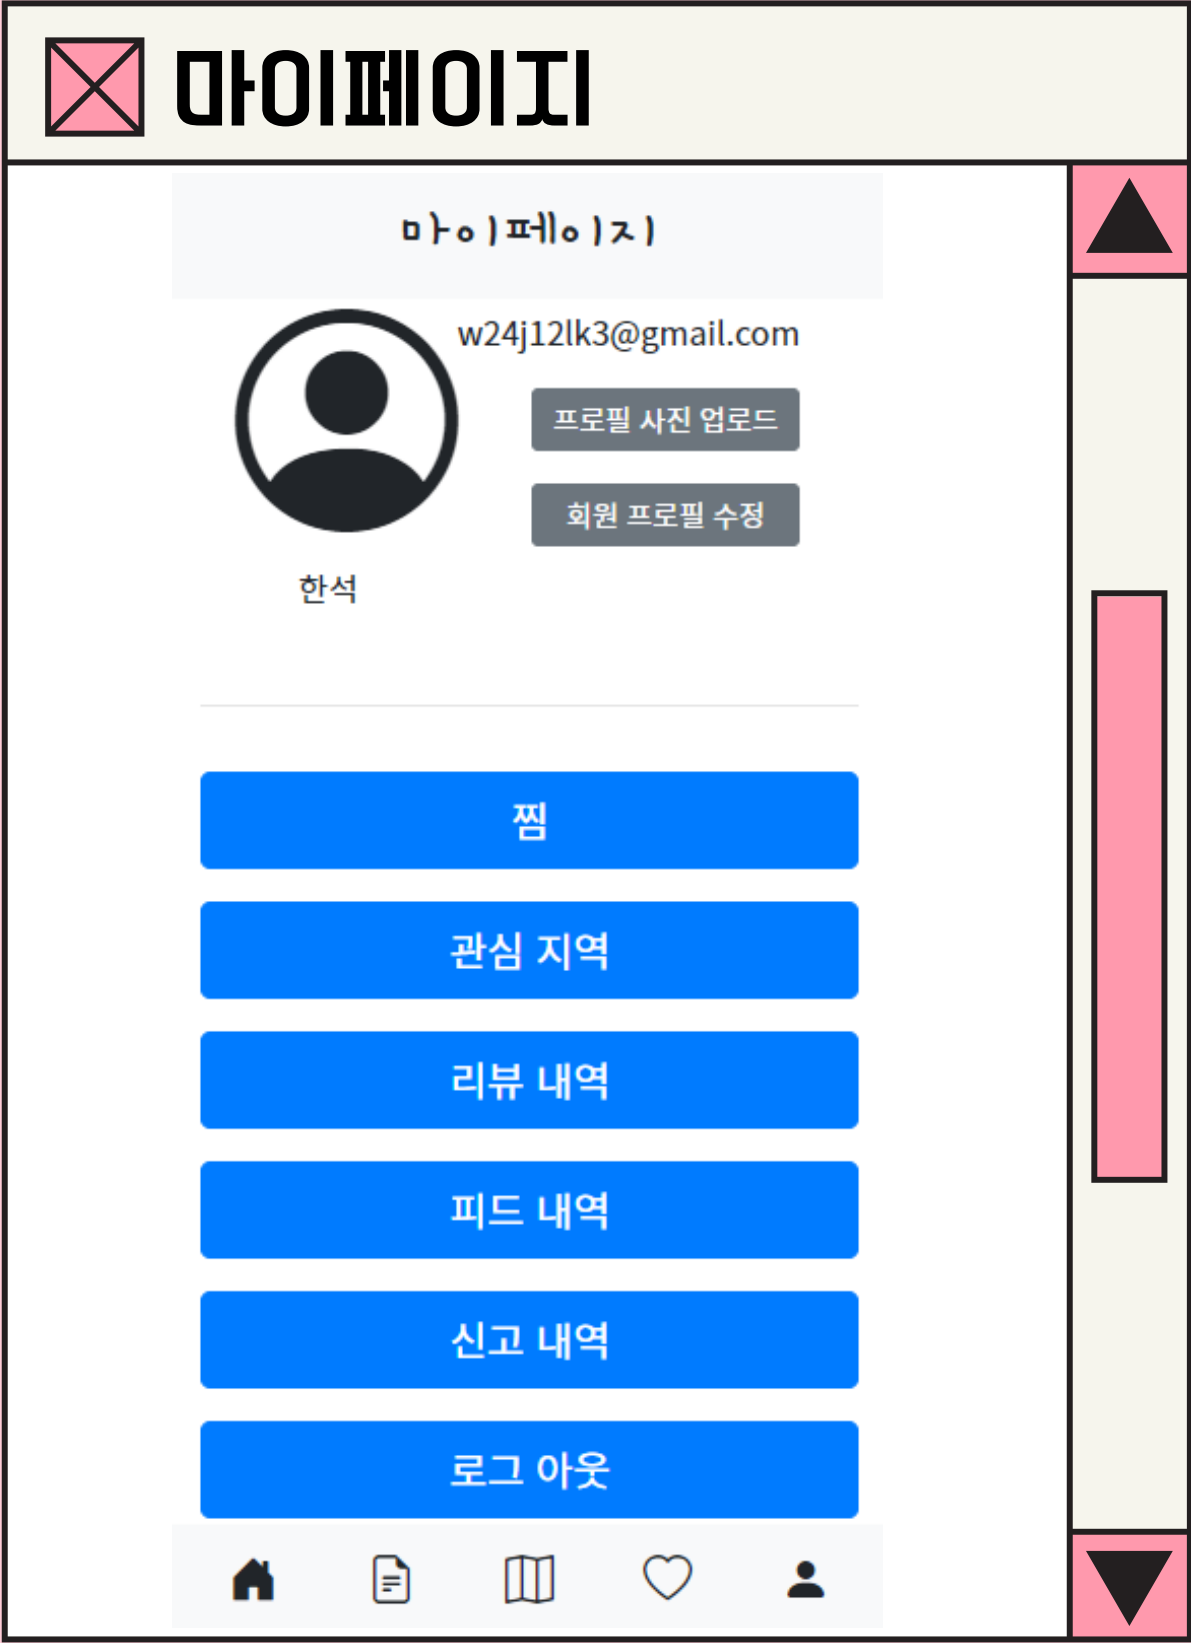 마이페이지
마이페이지
w24j12lk3@gmail.com
프로필 사진 업로드
회원 프로필 수정
한석
찜
관심 지역
리뷰 내역
피드 내역
신고 내역
로그 아웃